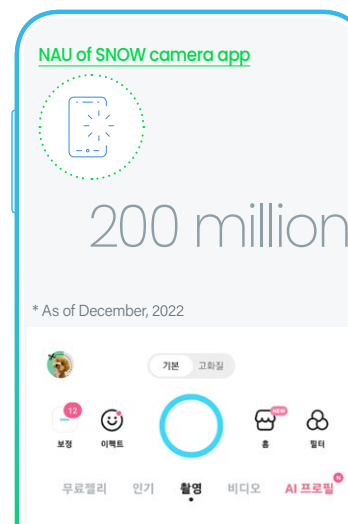 NAU of SNOW camera app
200 million
* As of December, 2022
기본 고화질
12 NEW
보정 이펙트 홈 필터
무료젤리 인기 촬영 비디오 AI 프로필 N